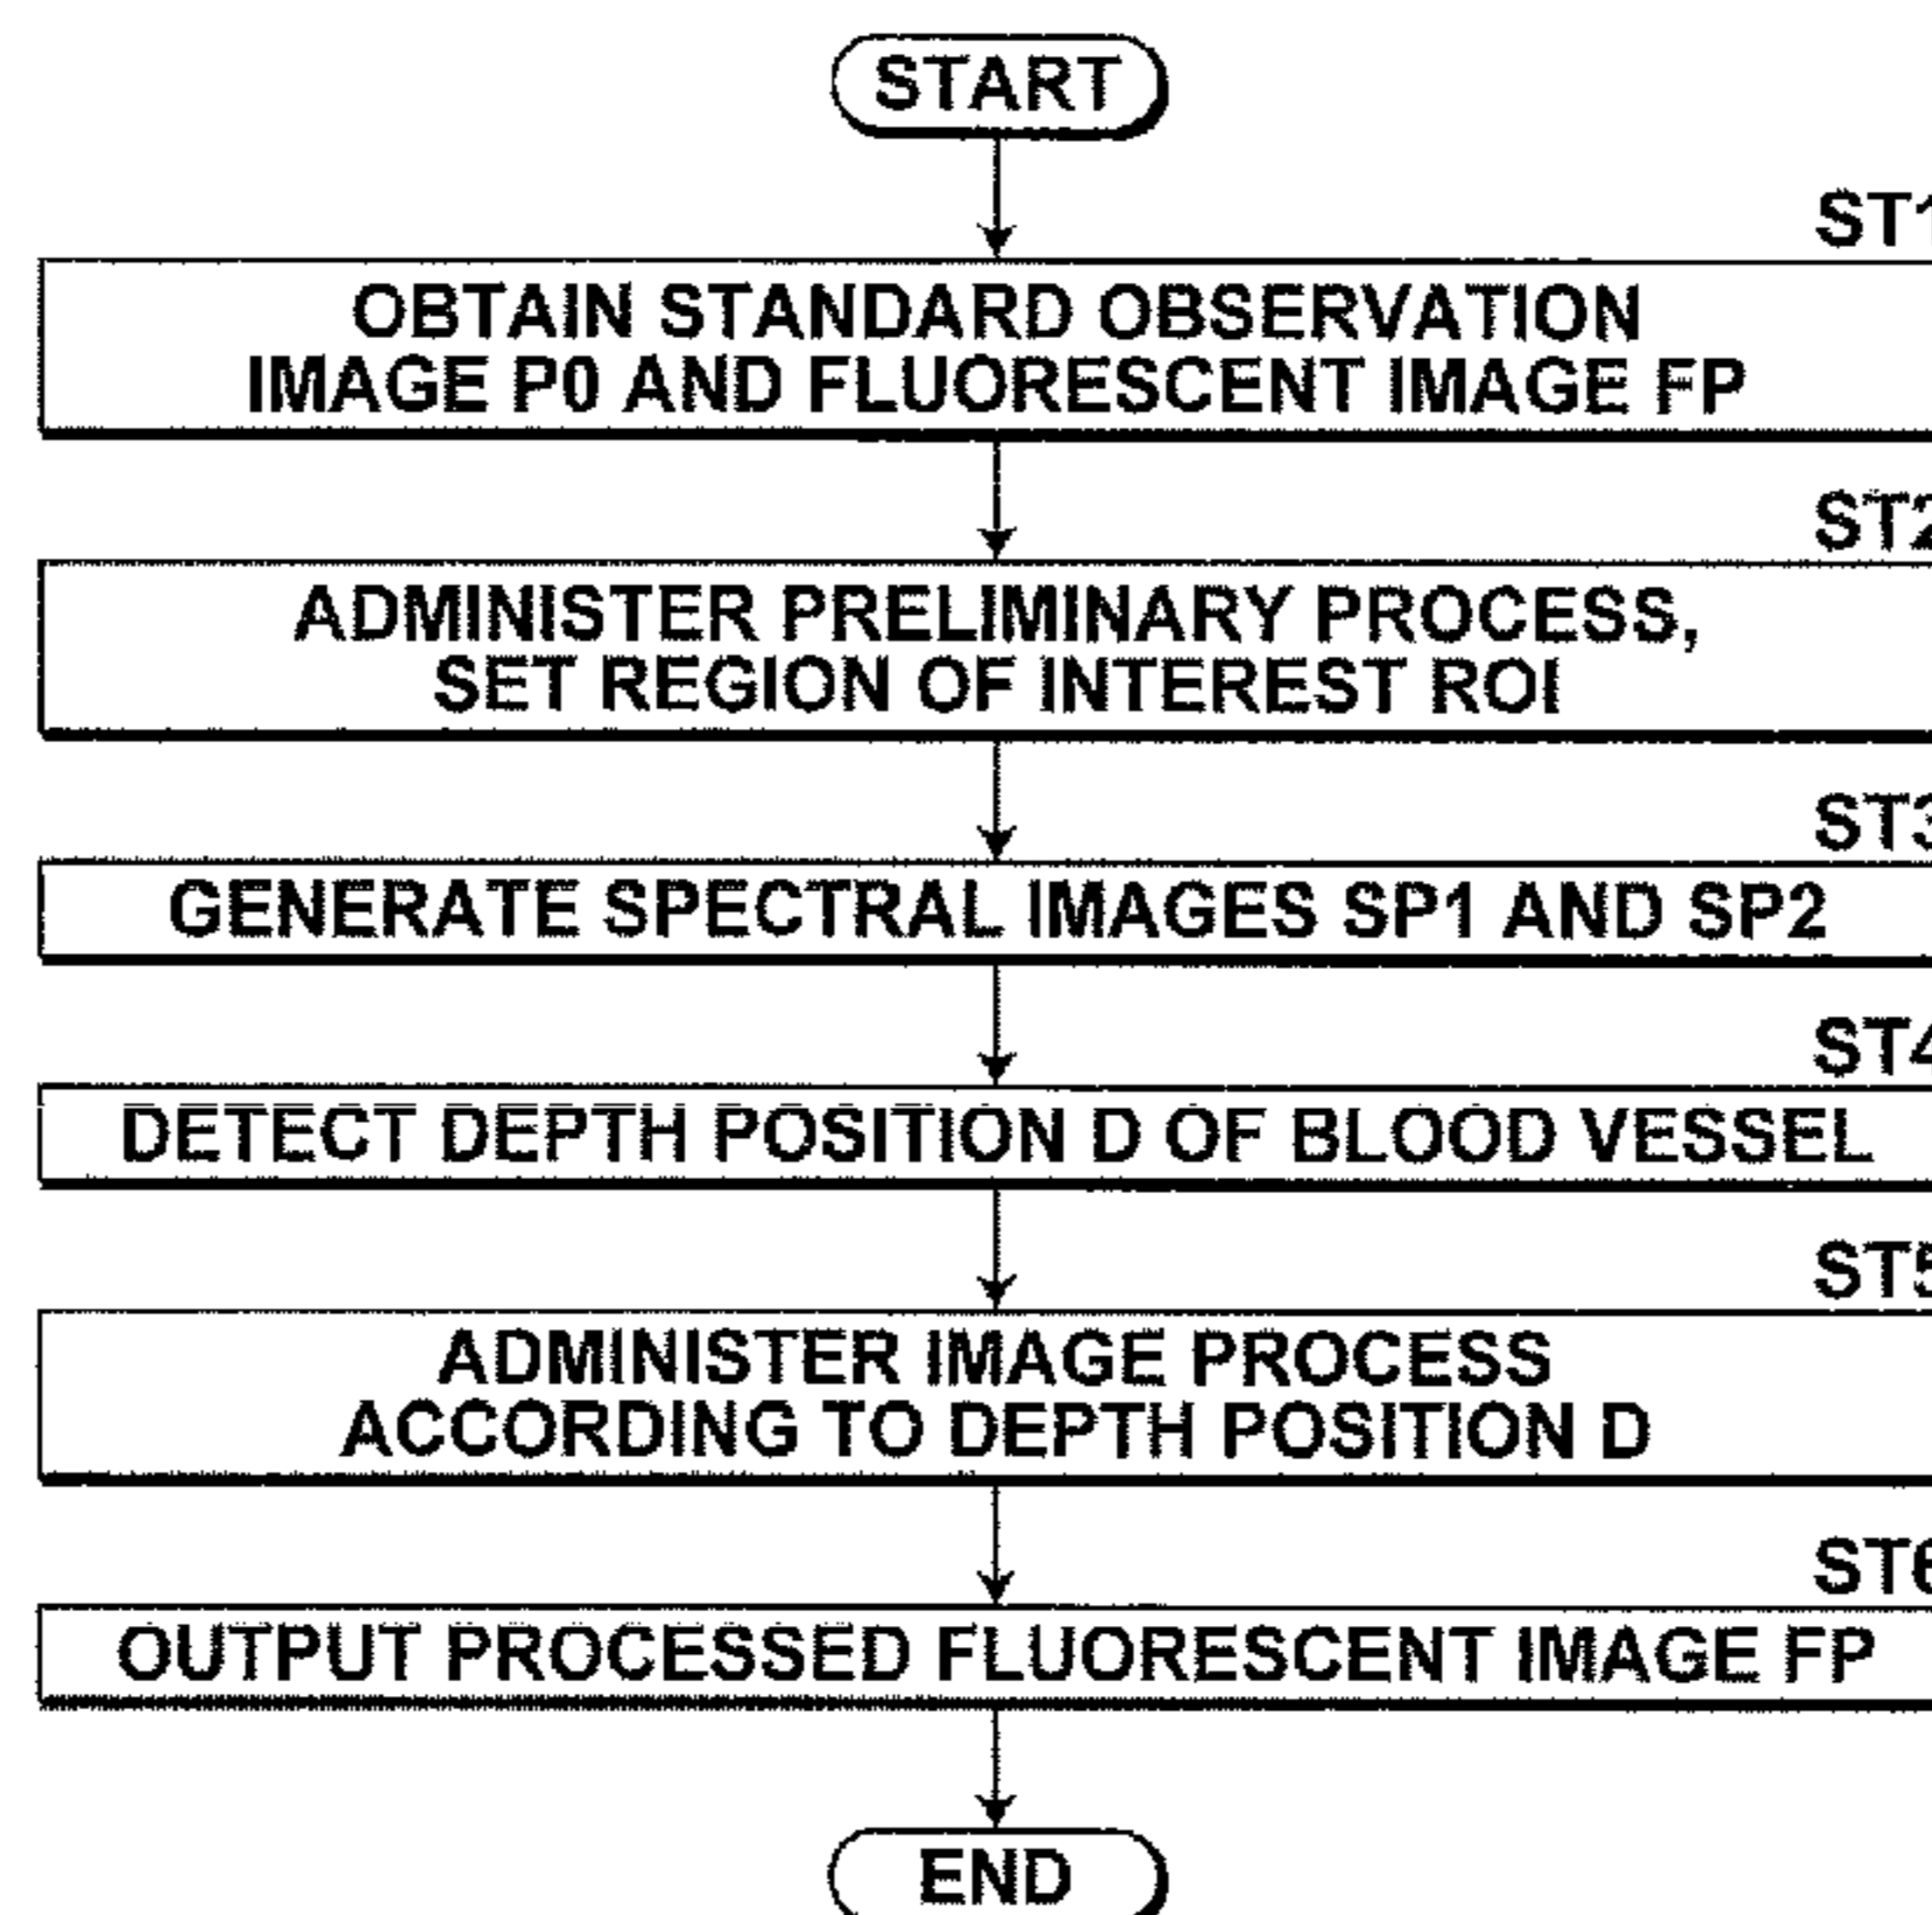 START
ST1
OBTAIN STANDARD OBSERVATION
IMAGE P0 AND FLUORESCENT IMAGE FP
ST2
ADMINISTER PRELIMINARY PROCESS,
SET REGION OF INTEREST ROI
ST3
GENERATE SPECTRAL IMAGES SP1 AND SP2
ST4
DETECT DEPTH POSITION D OF BLOOD VESSEL
ST5
ADMINISTER IMAGE PROCESS
ACCORDING TO DEPTH POSITION D
ST6
OUTPUT PROCESSED FLUORESCENT IMAGE FP
END